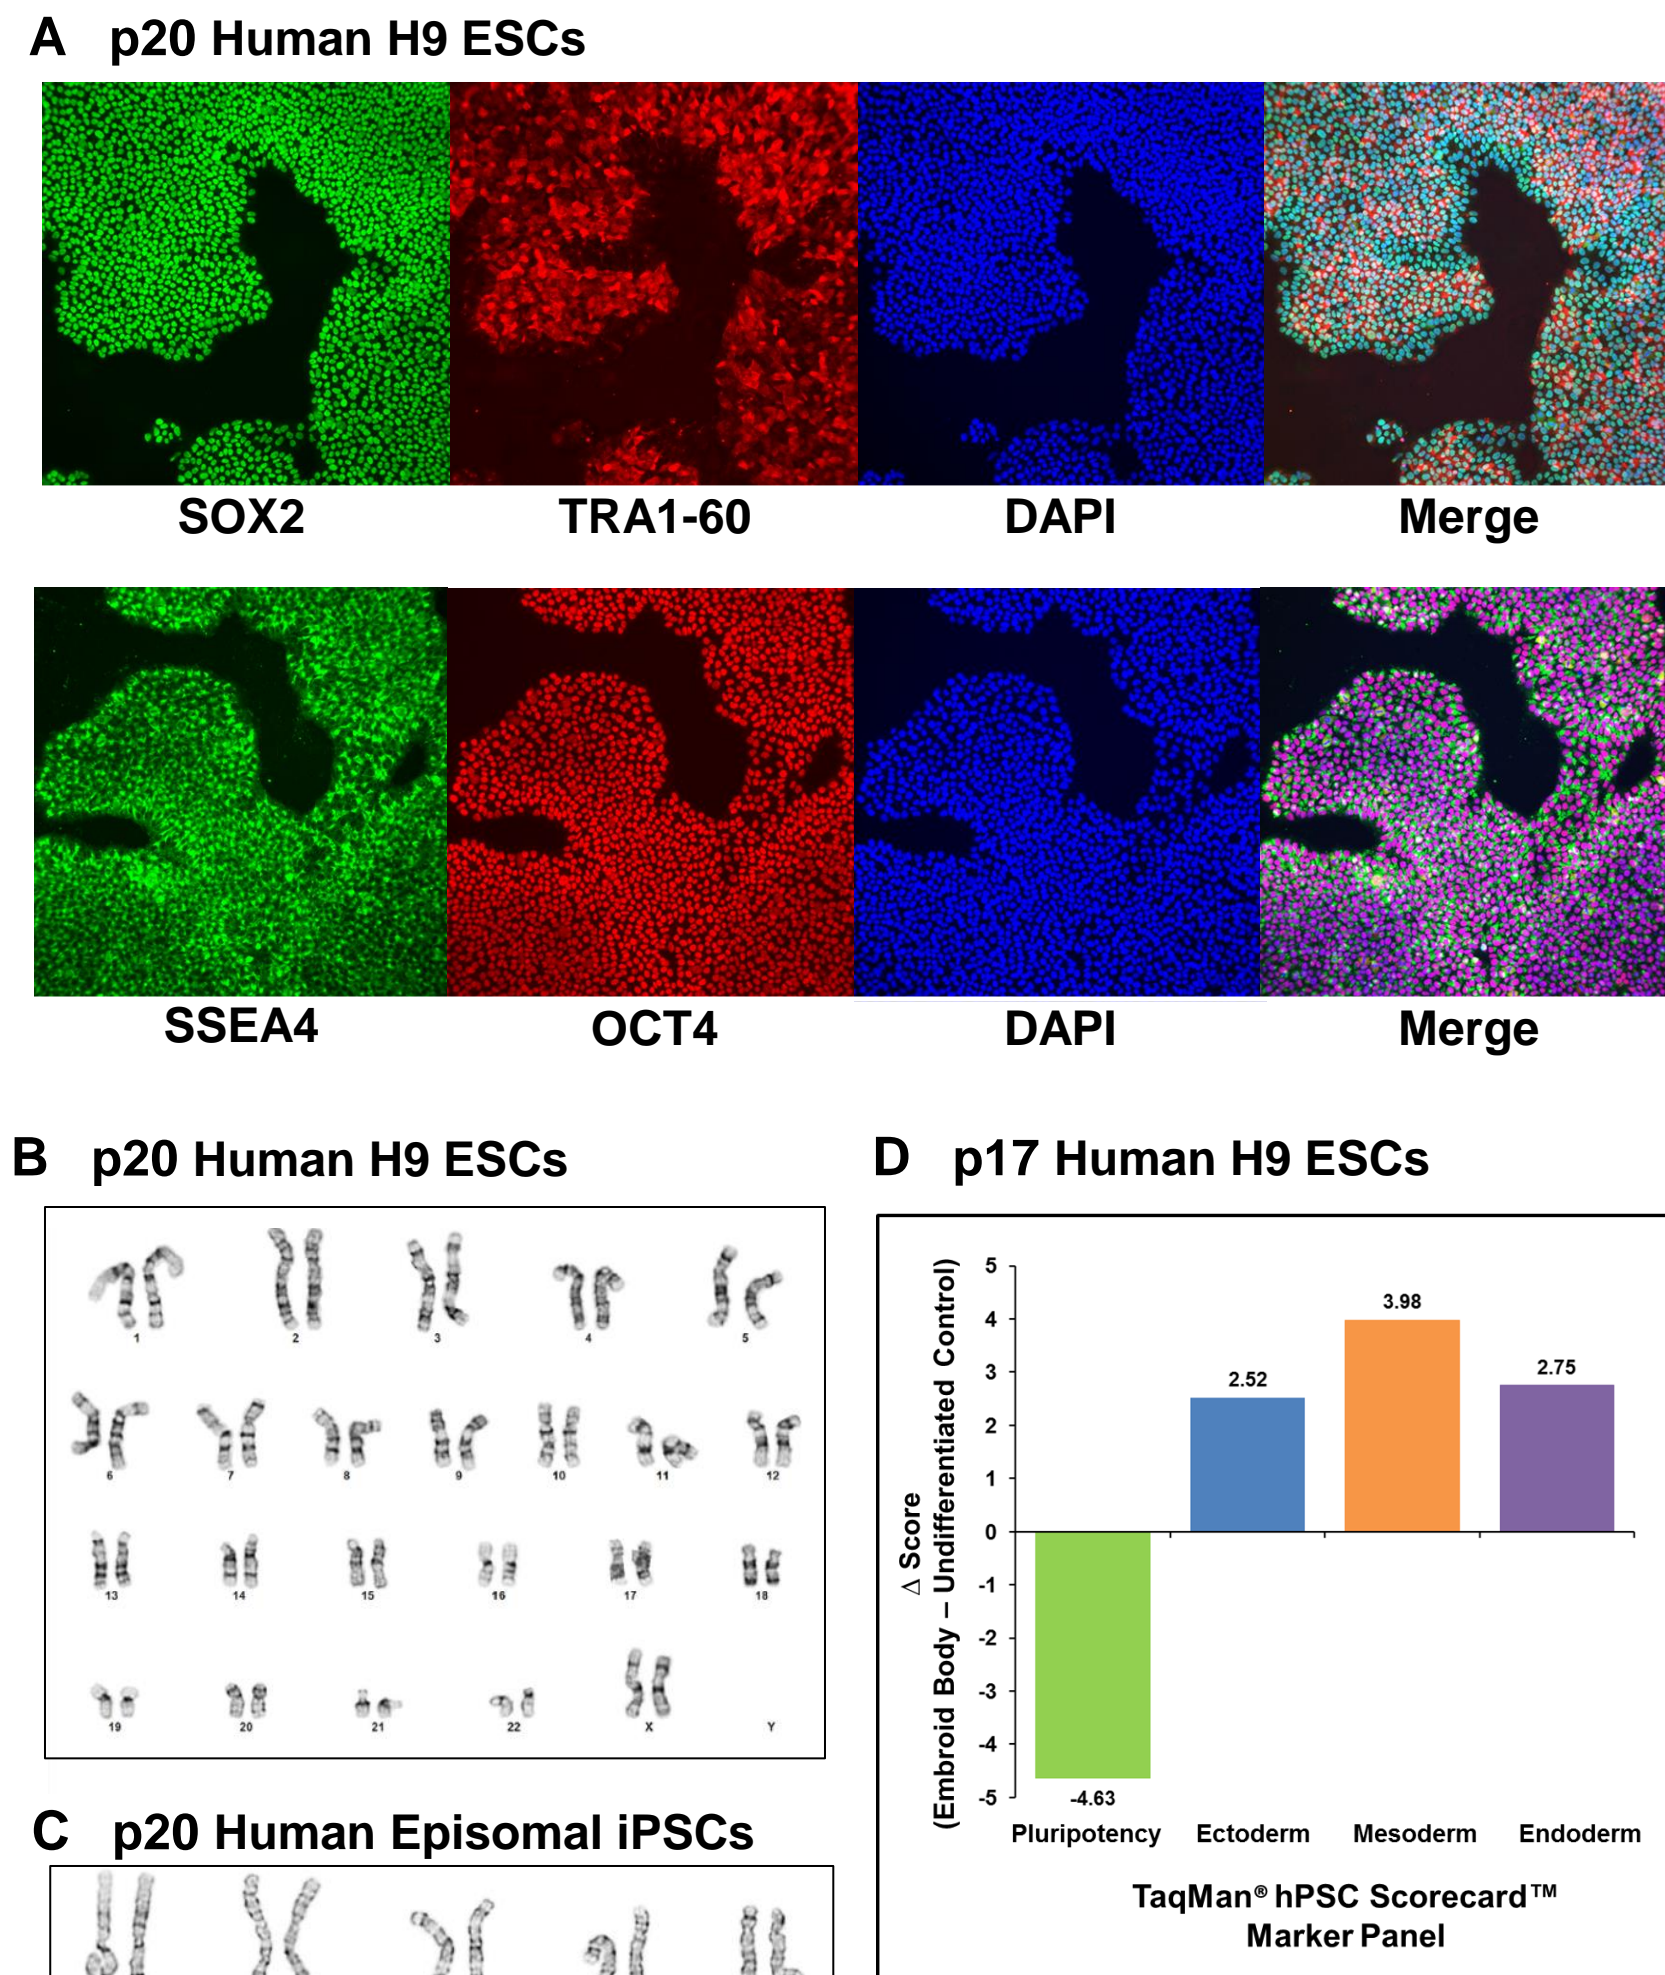 A p20 Human H9 ESCs
SOX2 TRA1-60 DAPI Merge
SSEA4 OCT4 DAPI Merge
B p20 Human H9 ESCs
1 2 3 4 5
6 7 8 9 10 11 12
13 14 15 16 17 18
19 20 21 22 X Y
C p20 Human Episomal iPSCs
D p17 Human H9 ESCs
Δ Score
(Embroid Body – Undifferentiated Control)
5
4
3
2
1
0
-1
-2
-3
-4
-5
-4.63
2.52
3.98
2.75
Pluripotency Ectoderm Mesoderm Endoderm
TaqMan® hPSC Scorecard™
Marker Panel